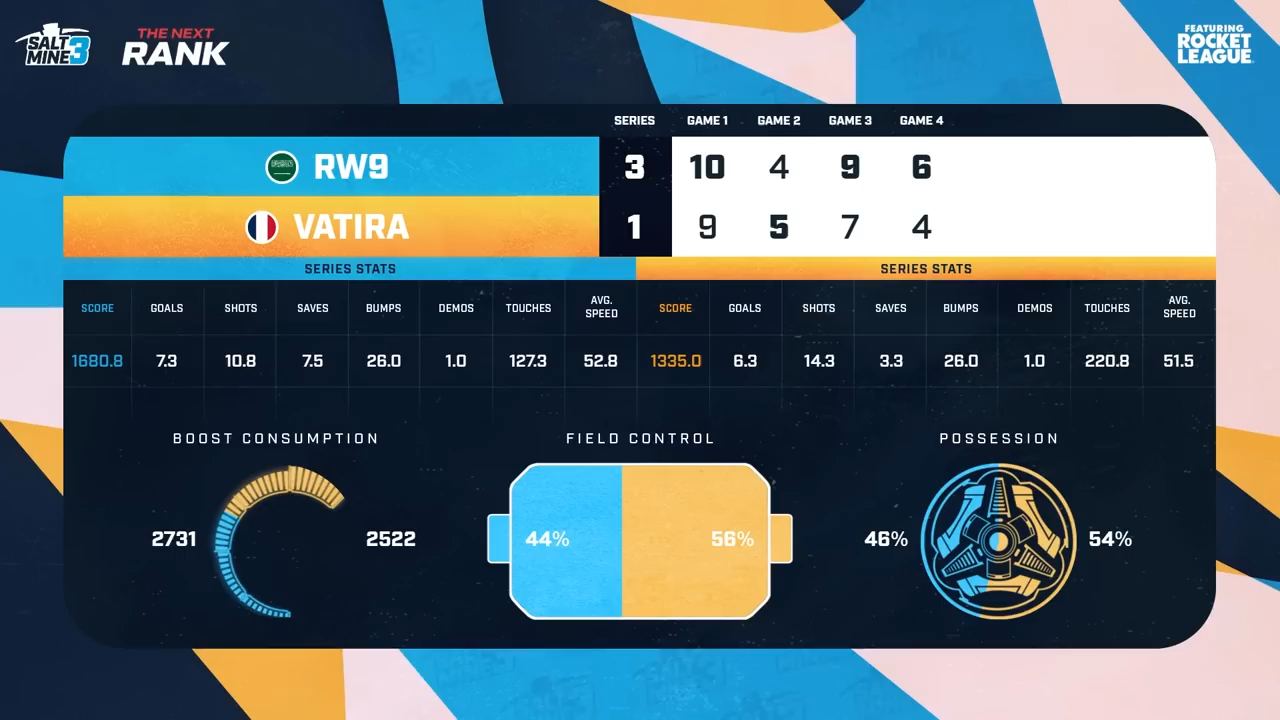 SALT MINE 3
THE NEXT
RANK
FEATURING
ROCKET
LEAGUE
SERIES GAME 1 GAME 2 GAME 3 GAME 4
RW9 3 10 4 9 6
VATIRA 1 9 5 7 4
SERIES STATS SERIES STATS
SCORE GOALS SHOTS SAVES BUMPS DEMOS TOUCHES AVG. SPEED SCORE GOALS SHOTS SAVES BUMPS DEMOS TOUCHES AVG. SPEED
1680.8 7.3 10.8 7.5 26.0 1.0 127.3 52.8 1335.0 6.3 14.3 3.3 26.0 1.0 220.8 51.5
BOOST CONSUMPTION FIELD CONTROL POSSESSION
2731 2522 44% 56% 46% 54%